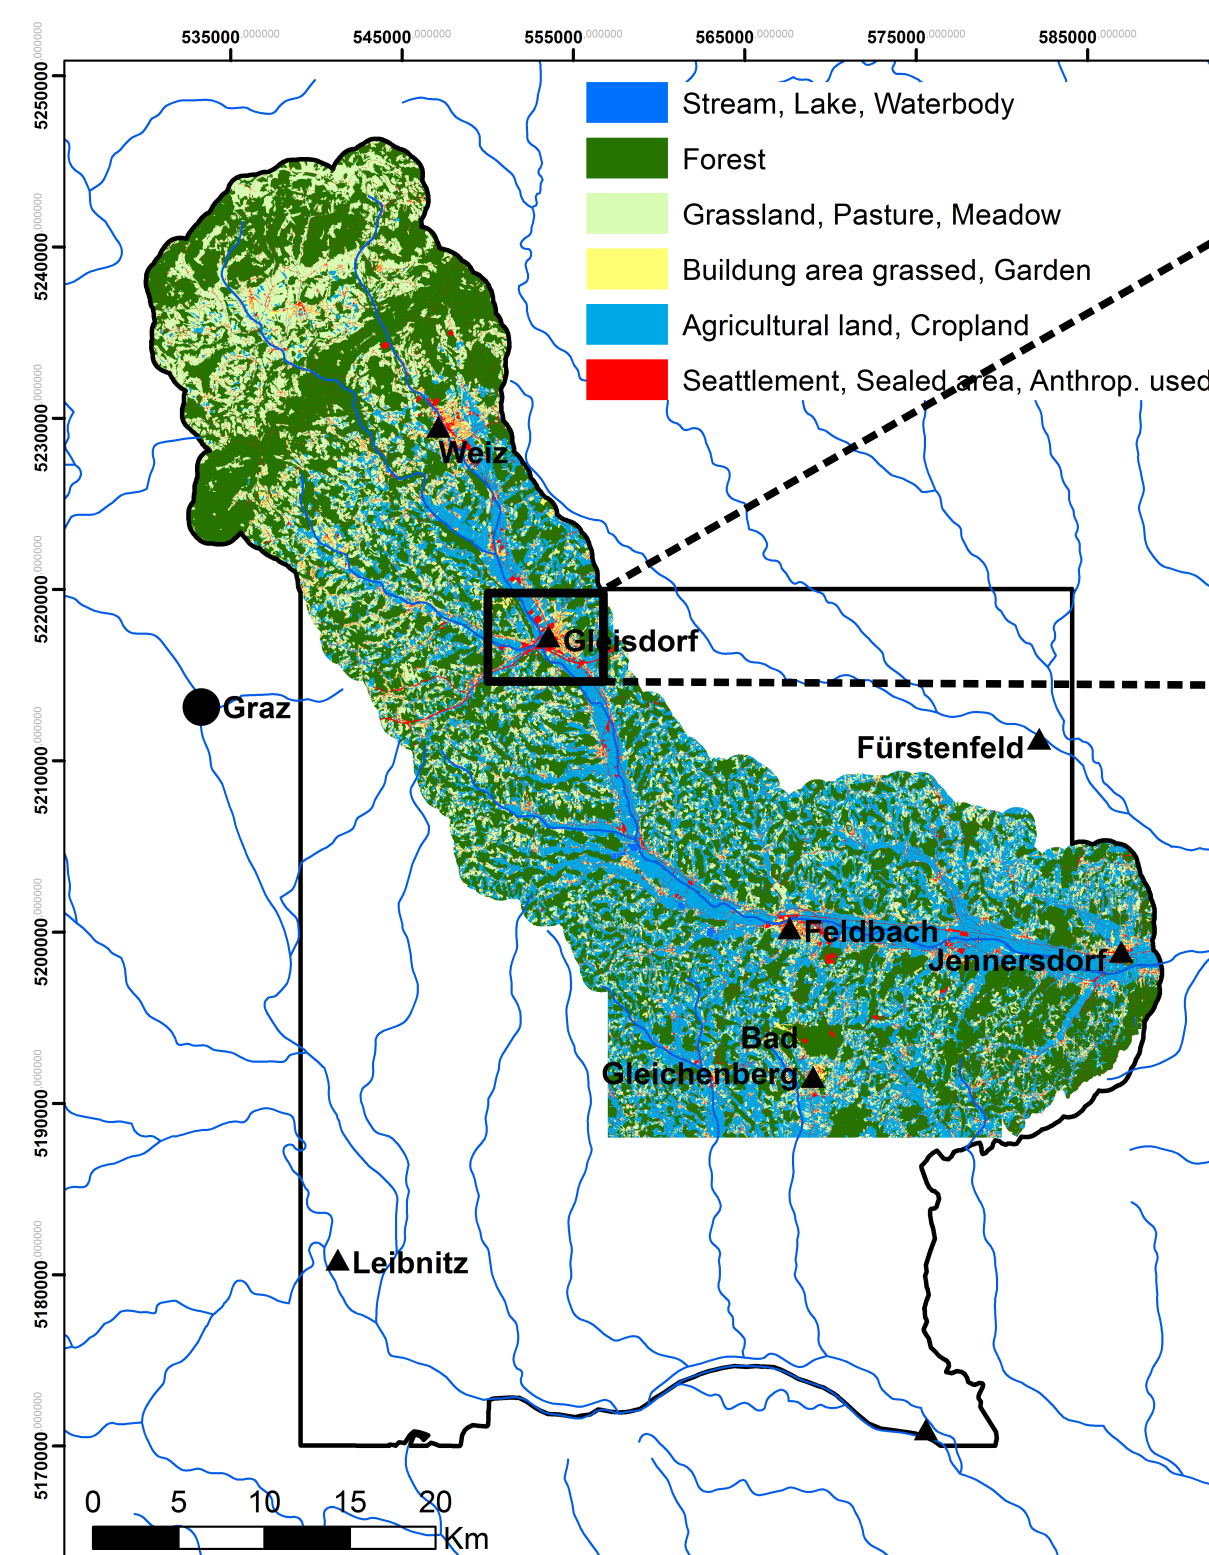 535000.000000 545000.000000 555000.000000 565000.000000 575000.000000 585000.000000
5250000.000000
5240000.000000
5230000.000000
5220000.000000
5210000.000000
5200000.000000
5190000.000000
5180000.000000
5170000.000000
Stream, Lake, Waterbody
Forest
Grassland, Pasture, Meadow
Buildung area grassed, Garden
Agricultural land, Cropland
Seattlement, Sealed area, Anthrop. used
Weiz
Gleisdorf
Graz
Fürstenfeld
Feldbach
Jennersdorf
Bad
Gleichenberg
Leibnitz
0 5 10 15 20
Km